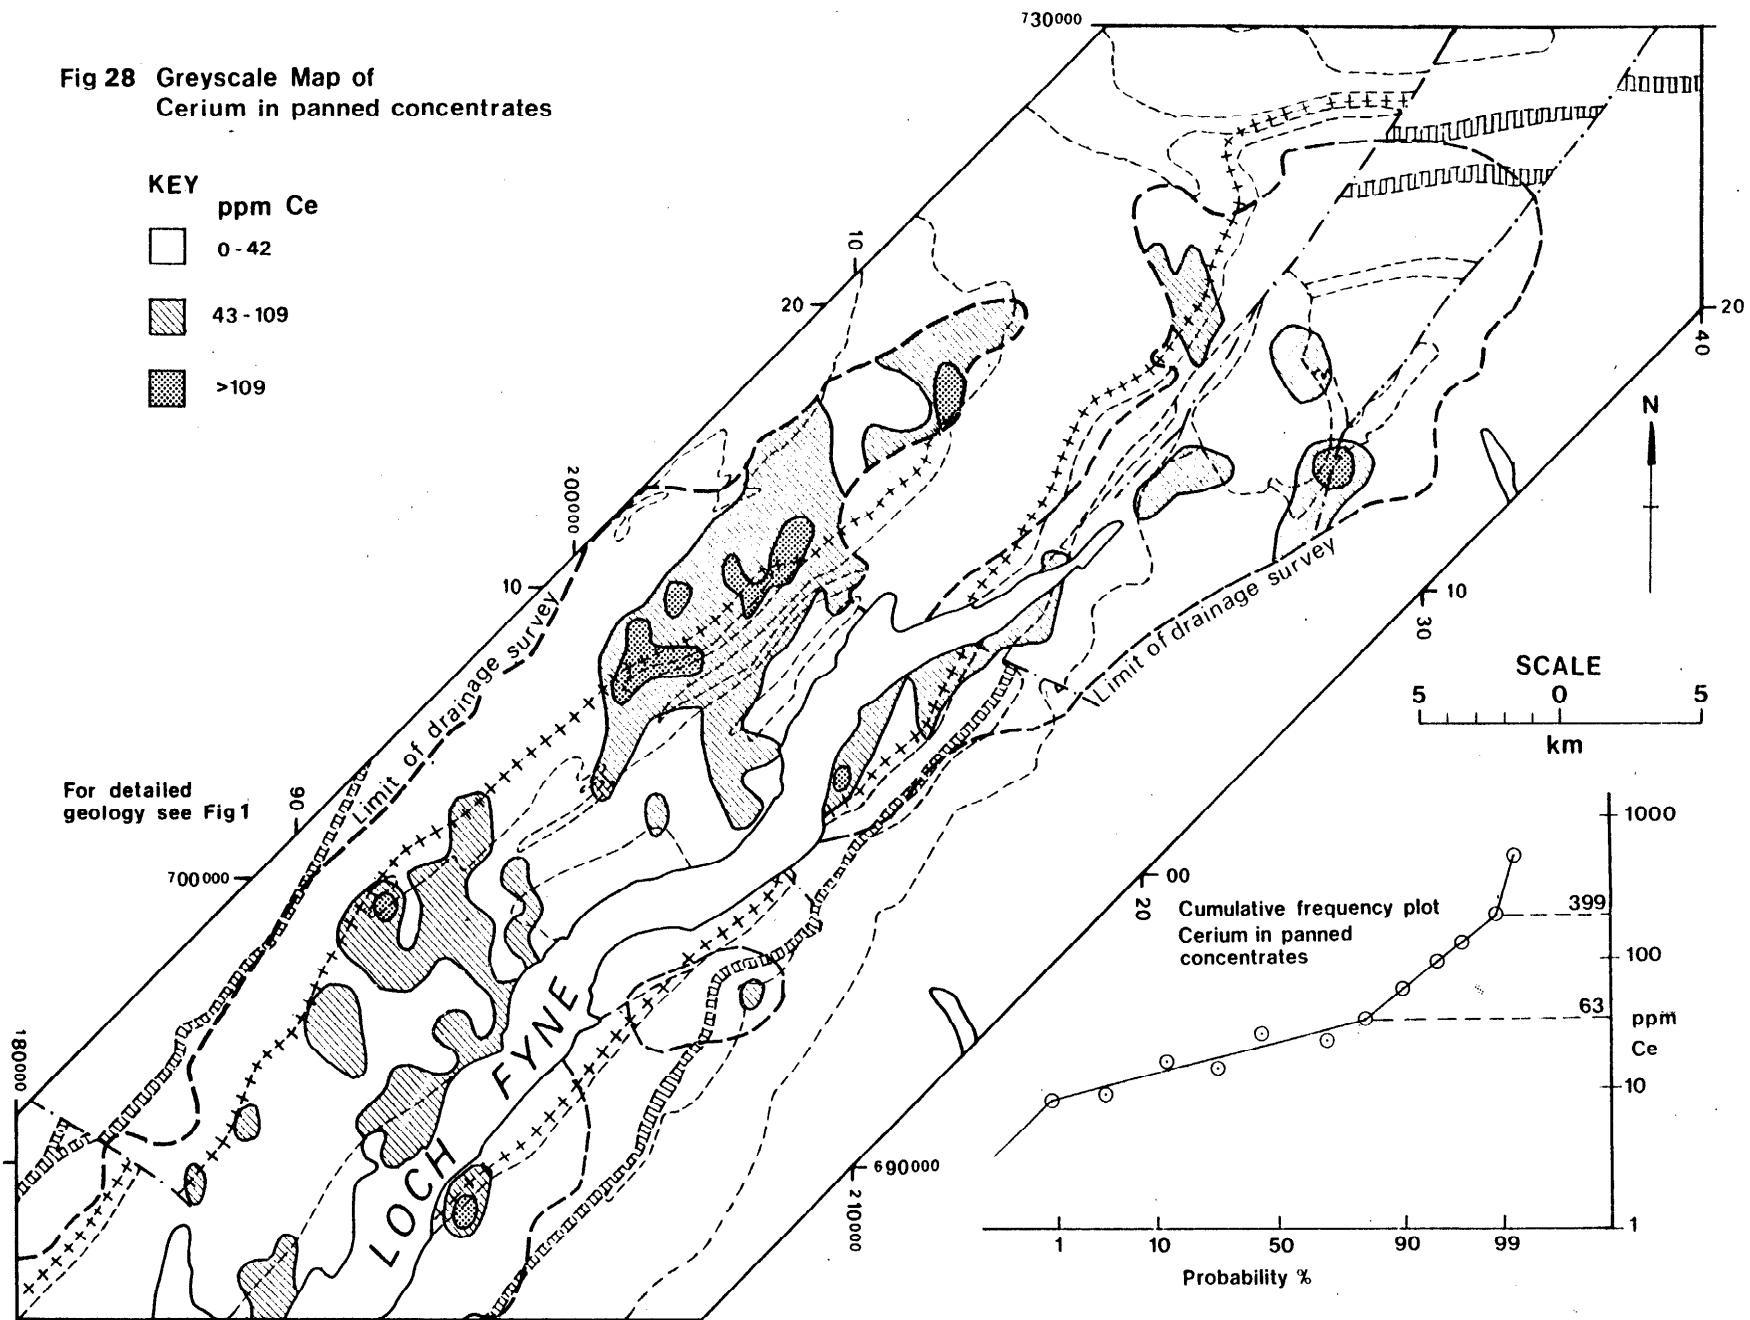 Fig 28 Greyscale Map of
Cerium in panned concentrates
KEY
ppm Ce
0-42
43-109
>109
730000
10
20
200000
10
Limit of drainage survey
For detailed
geology see Fig 1
90
700000
180000
LOCH FYNE
20
40
N
10
30
Limit of drainage survey
SCALE
5 0 5
km
00
20
690000
210000
Cumulative frequency plot
Cerium in panned
concentrates
1000
399
100
63
ppm
Ce
10
1
1 10 50 90 99
Probability %